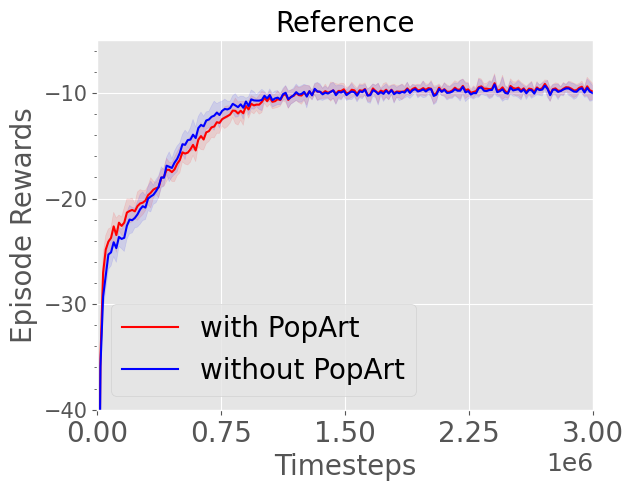 Reference
Episode Rewards
−10
−20
−30
−40
with PopArt
without PopArt
0.00 0.75 1.50 2.25 3.00
Timesteps
1e6